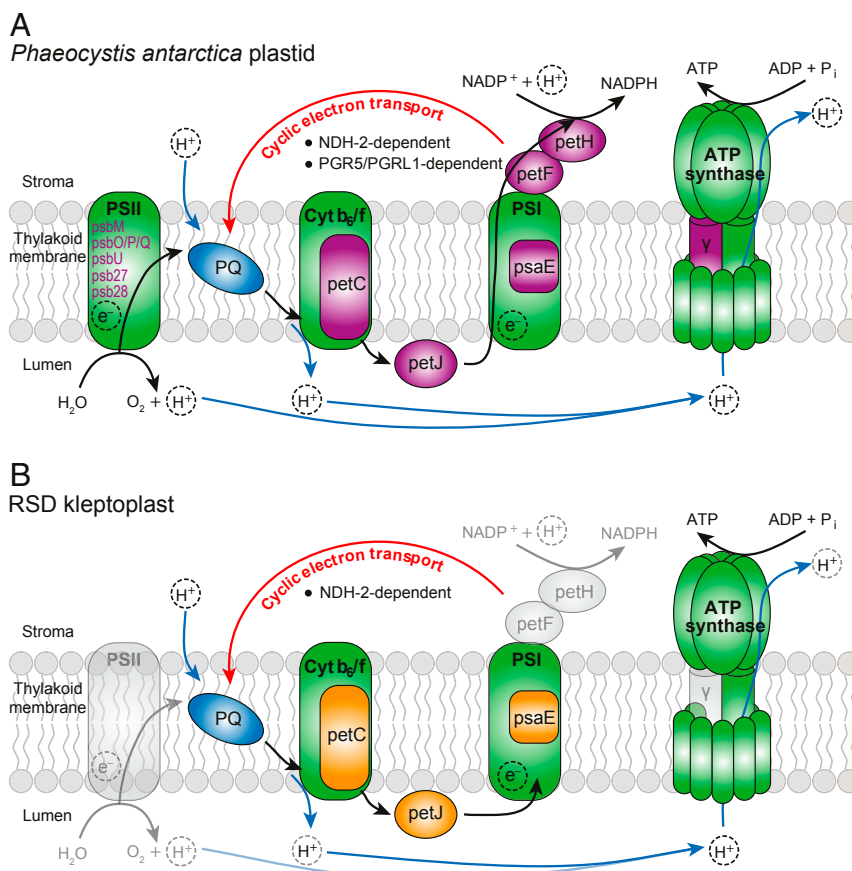 A
Phaeocystis antarctica plastid
NADP⁺ + H⁺
NADPH
ATP
ADP + Pᵢ
H⁺
Cyclic electron transport
• NDH-2-dependent
• PGR5/PGRL1-dependent
H⁺
petH
petF
ATP
synthase
Stroma
PSII
Cyt b₆/f
PSI
Thylakoid
membrane
psbM
psbO/P/Q
psbU
psb27
psb28
PQ
petC
psaE
γ
e⁻
e⁻
Lumen
petJ
H₂O
O₂ + H⁺
H⁺
H⁺
B
RSD kleptoplast
NADP⁺ + H⁺
NADPH
ATP
ADP + Pᵢ
H⁺
Cyclic electron transport
• NDH-2-dependent
H⁺
petH
petF
ATP
synthase
Stroma
PSII
Cyt b₆/f
PSI
Thylakoid
membrane
PQ
petC
psaE
γ
e⁻
e⁻
Lumen
petJ
H₂O
O₂ + H⁺
H⁺
H⁺